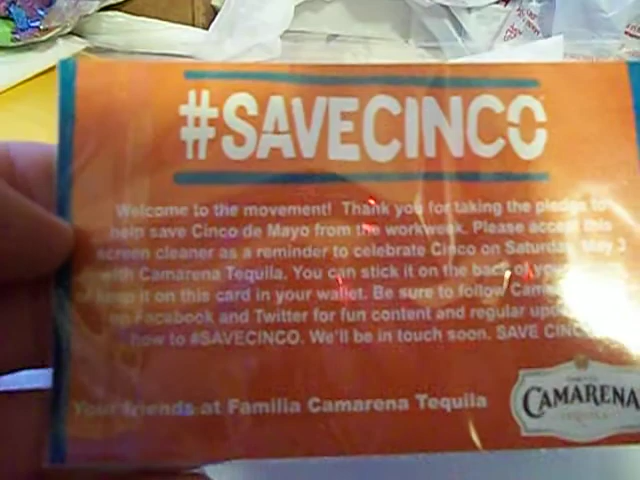 #SAVECINCO
Welcome to the movement! Thank you for taking the pledge to
help save Cinco de Mayo from the workweek. Please accept this
screen cleaner as a reminder to celebrate Cinco on Saturday, May 3
with Camarena Tequila. You can stick it on the back of
keep it on this card in your wallet. Be sure to follow
on Facebook and Twitter for fun content and regular
how to #SAVECINCO. We'll be in touch soon. SAVE
Your friends at Familia Camarena Tequila
CAMARENA
TEQUILA